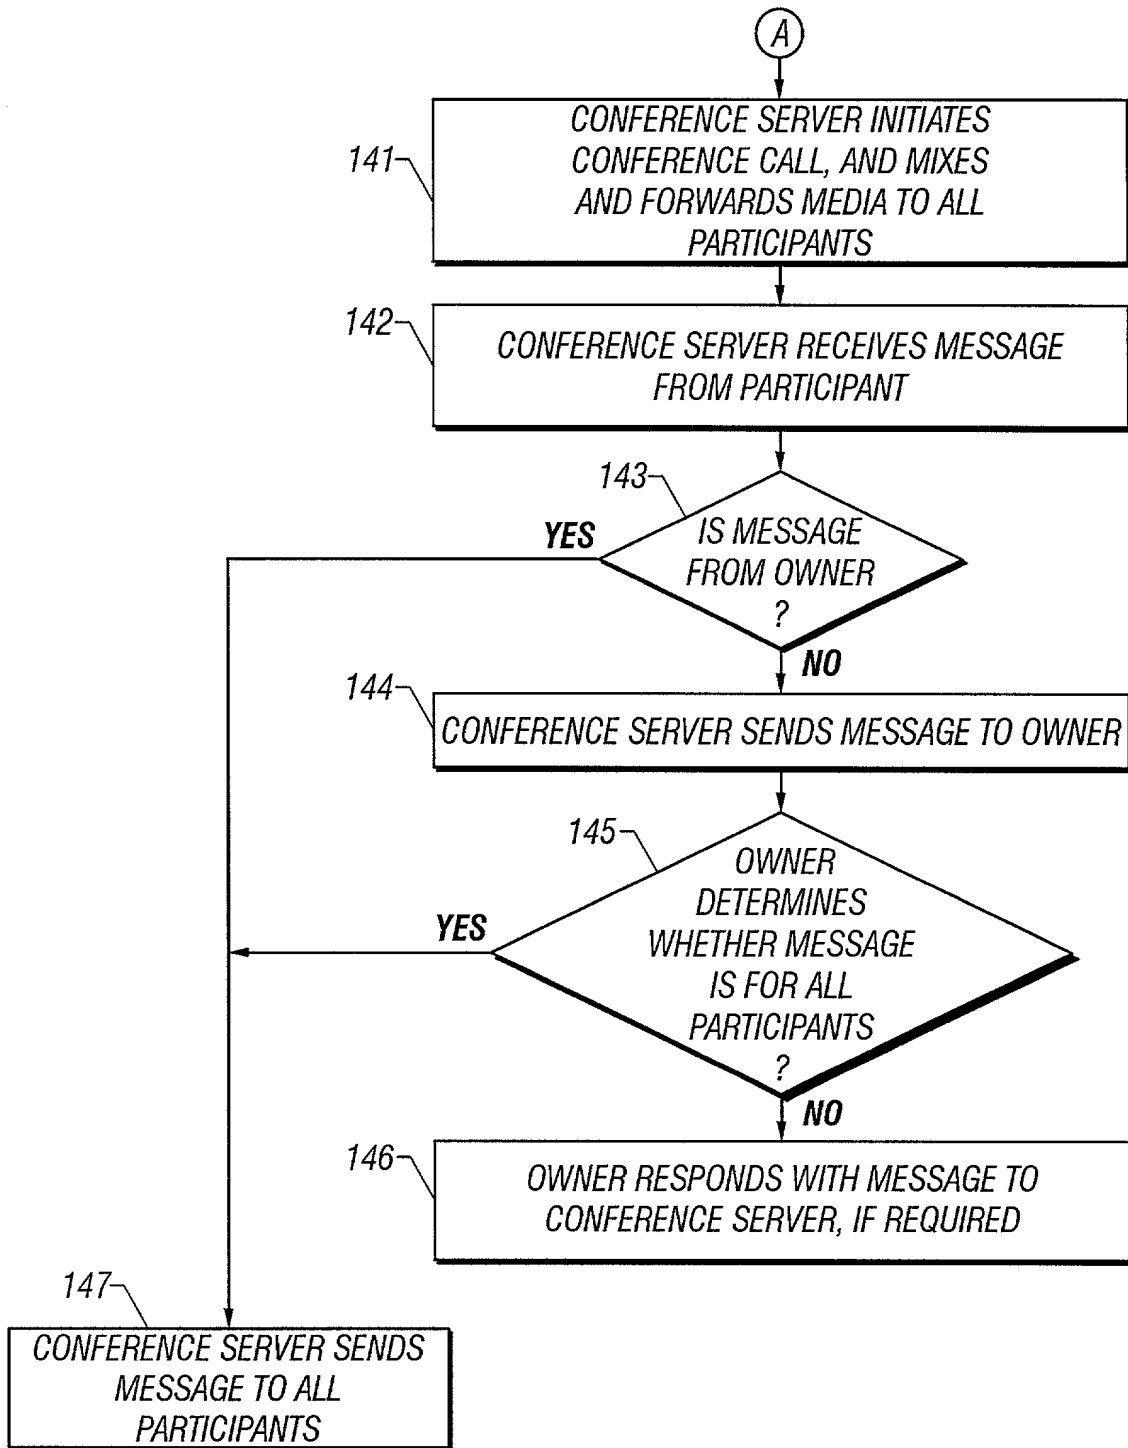 A
141
CONFERENCE SERVER INITIATES
CONFERENCE CALL, AND MIXES
AND FORWARDS MEDIA TO ALL
PARTICIPANTS
142
CONFERENCE SERVER RECEIVES MESSAGE
FROM PARTICIPANT
143
YES
IS MESSAGE
FROM OWNER
?
NO
144
CONFERENCE SERVER SENDS MESSAGE TO OWNER
145
YES
OWNER
DETERMINES
WHETHER MESSAGE
IS FOR ALL
PARTICIPANTS
?
NO
146
OWNER RESPONDS WITH MESSAGE TO
CONFERENCE SERVER, IF REQUIRED
147
CONFERENCE SERVER SENDS
MESSAGE TO ALL
PARTICIPANTS